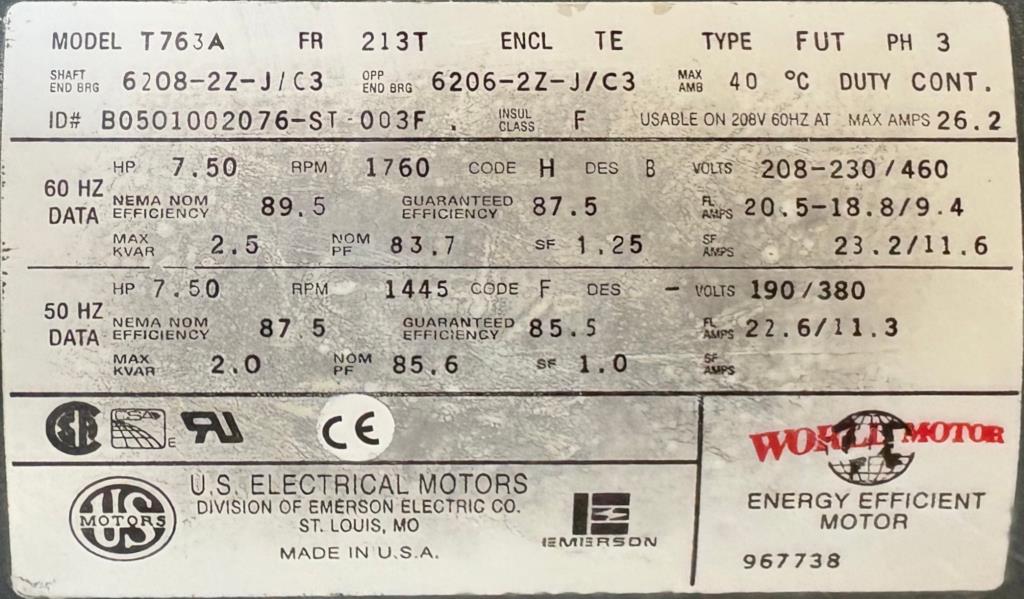 MODEL T763A FR 213T ENCL TE TYPE FUT PH 3
SHAFT END BRG 6208-2Z-J/C3 OPP END BRG 6206-2Z-J/C3 MAX AMB 40 °C DUTY CONT.
ID# B0501002076-ST-003F . INSUL CLASS F USABLE ON 208V 60HZ AT MAX AMPS 26.2
60 HZ DATA
HP 7.50 RPM 1760 CODE H DES B VOLTS 208-230/460
NEMA NOM EFFICIENCY 89.5 GUARANTEED EFFICIENCY 87.5 FL AMPS 20.5-18.8/9.4
MAX KVAR 2.5 NOM PF 83.7 SF 1.25 SF AMPS 23.2/11.6
50 HZ DATA
HP 7.50 RPM 1445 CODE F DES - VOLTS 190/380
NEMA NOM EFFICIENCY 87.5 GUARANTEED EFFICIENCY 85.5 FL AMPS 22.6/11.3
MAX KVAR 2.0 NOM PF 85.6 SF 1.0 SF AMPS
CSA E RU CE
US MOTORS
U.S. ELECTRICAL MOTORS
DIVISION OF EMERSON ELECTRIC CO.
ST. LOUIS, MO
MADE IN U.S.A.
EMERSON
WORLD MOTOR
ENERGY EFFICIENT
MOTOR
967738